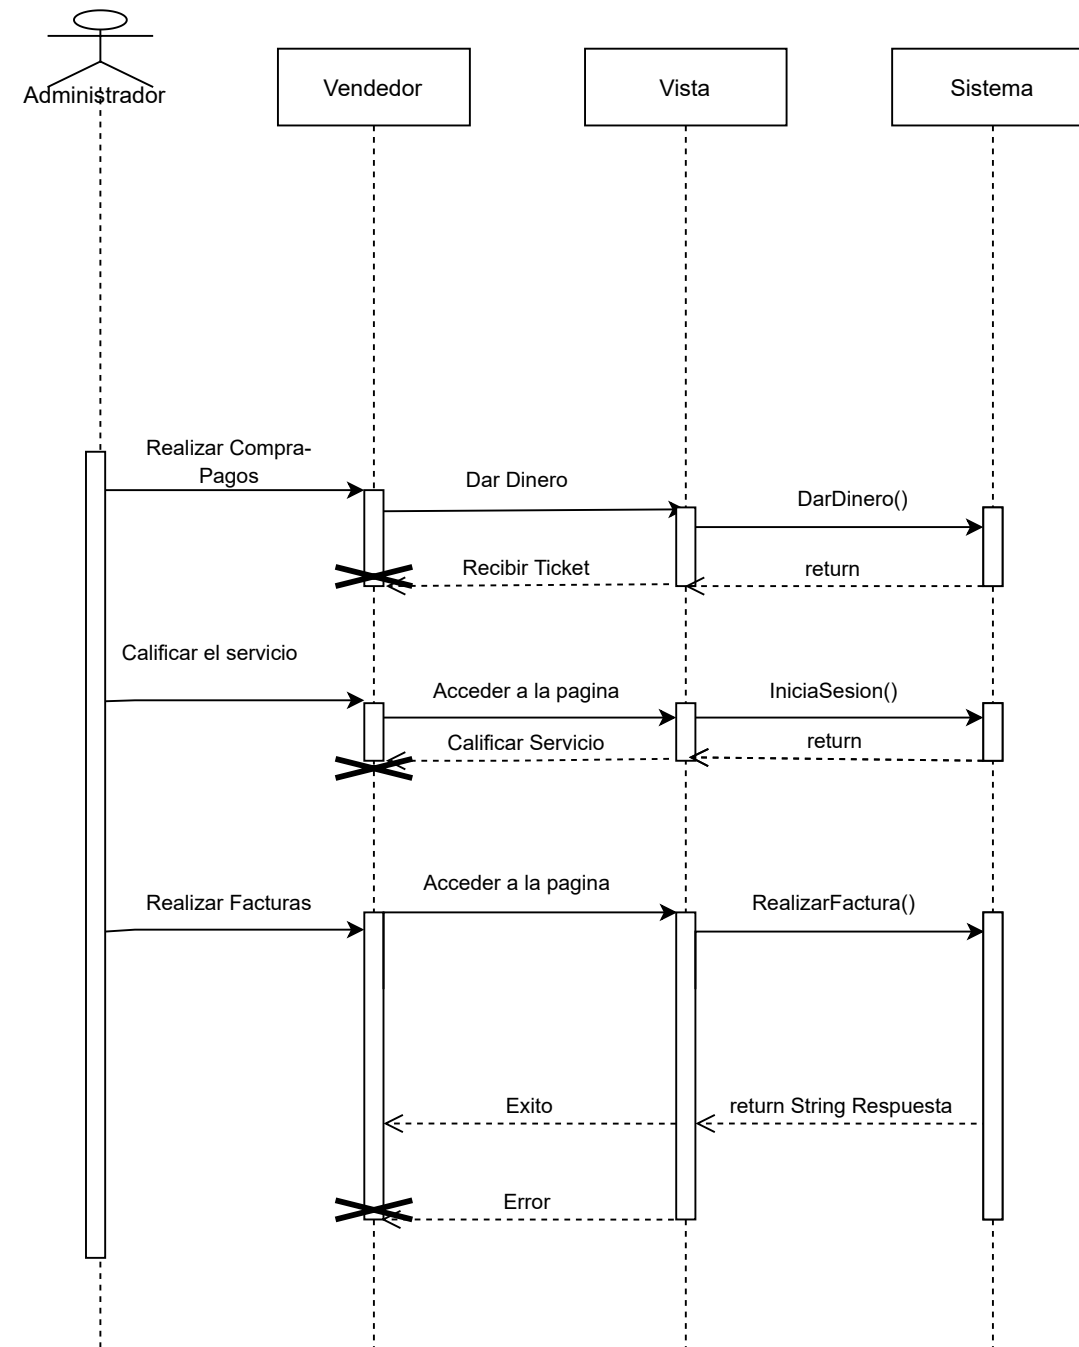 Administrador
Vendedor
Vista
Sistema
Realizar Compra-
Pagos
Dar Dinero
DarDinero()
Recibir Ticket
return
Calificar el servicio
Acceder a la pagina
IniciaSesion()
Calificar Servicio
return
Realizar Facturas
Acceder a la pagina
RealizarFactura()
Exito
return String Respuesta
Error